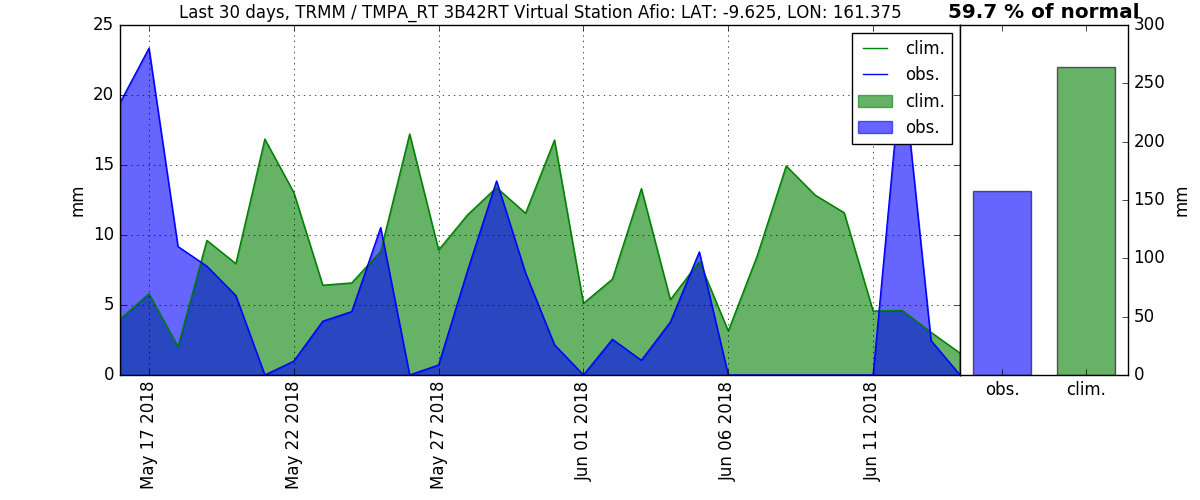 Last 30 days, TRMM / TMPA_RT 3B42RT Virtual Station Afio: LAT: -9.625, LON: 161.375
59.7 % of normal
25
20
15
10
5
0
mm
clim.
obs.
clim.
obs.
May 17 2018
May 22 2018
May 27 2018
Jun 01 2018
Jun 06 2018
Jun 11 2018
300
250
200
150
100
50
0
mm
obs.
clim.